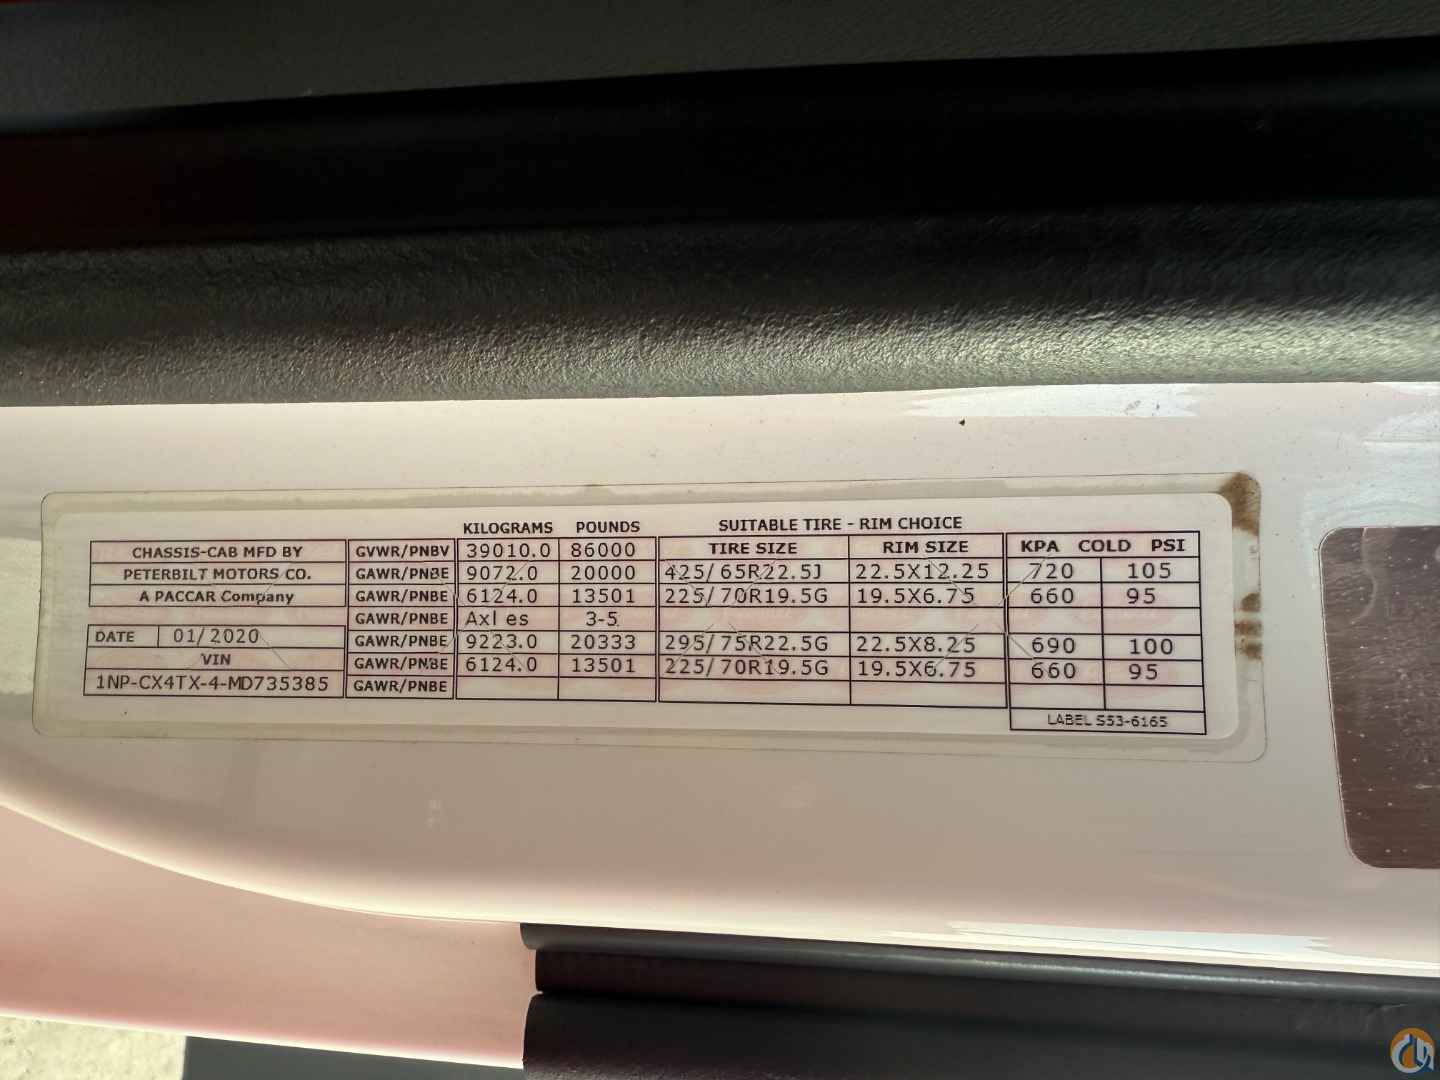 KILOGRAMS POUNDS SUITABLE TIRE - RIM CHOICE
CHASSIS-CAB MFD BY GVWR/PNBV 39010.0 86000 TIRE SIZE RIM SIZE KPA COLD PSI
PETERBILT MOTORS CO. GAWR/PNBE 9072.0 20000 425/65R22.5J 22.5X12.25 720 105
A PACCAR Company GAWR/PNBE 6124.0 13501 225/70R19.5G 19.5X6.75 660 95
GAWR/PNBE Axles 3-5
DATE 01/2020 GAWR/PNBE 9223.0 20333 295/75R22.5G 22.5X8.25 690 100
VIN GAWR/PNBE 6124.0 13501 225/70R19.5G 19.5X6.75 660 95
1NP-CX4TX-4-MD735385 GAWR/PNBE
LABEL S53-6165